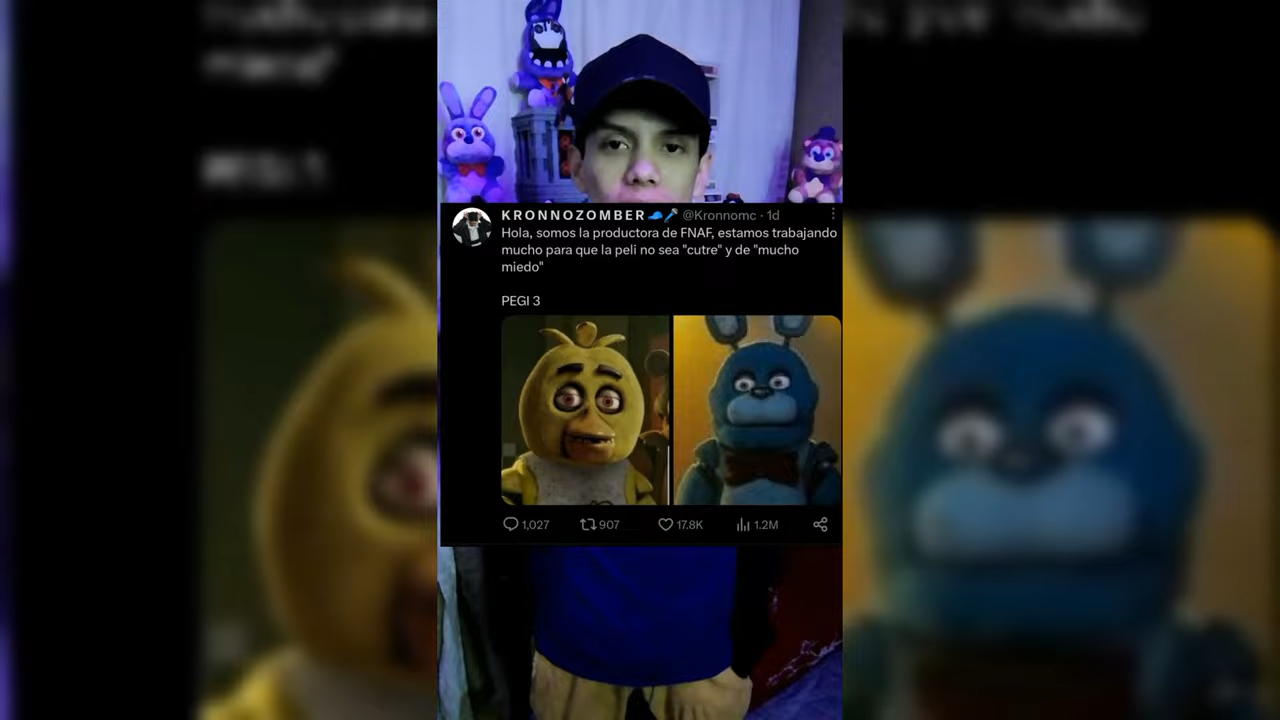 KRONNOZOMBER🧢🎤 @Kronnomc · 1d
Hola, somos la productora de FNAF, estamos trabajando
mucho para que la peli no sea "cutre" y de "mucho
miedo"
PEGI 3
1,027 907 17.8K 1.2M